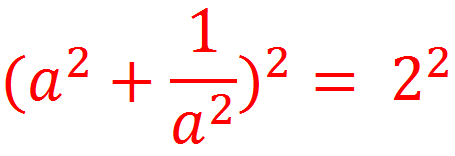 (a² + 1/a²)² = 2²